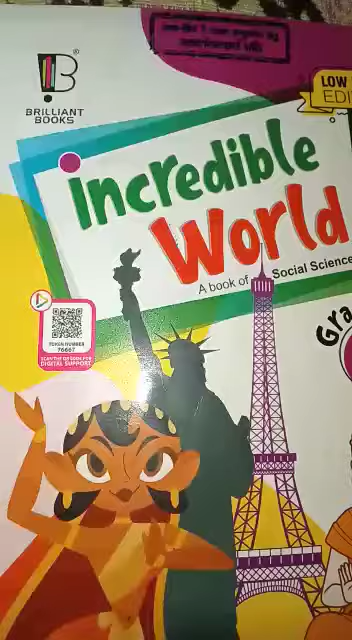 B®
BRILLIANT
BOOKS
LOW
EDI
Incredible
World
A book of Social Science
Gra
TOKEN NUMBER
76667
SCAN THE QR CODE FOR
DIGITAL SUPPORT